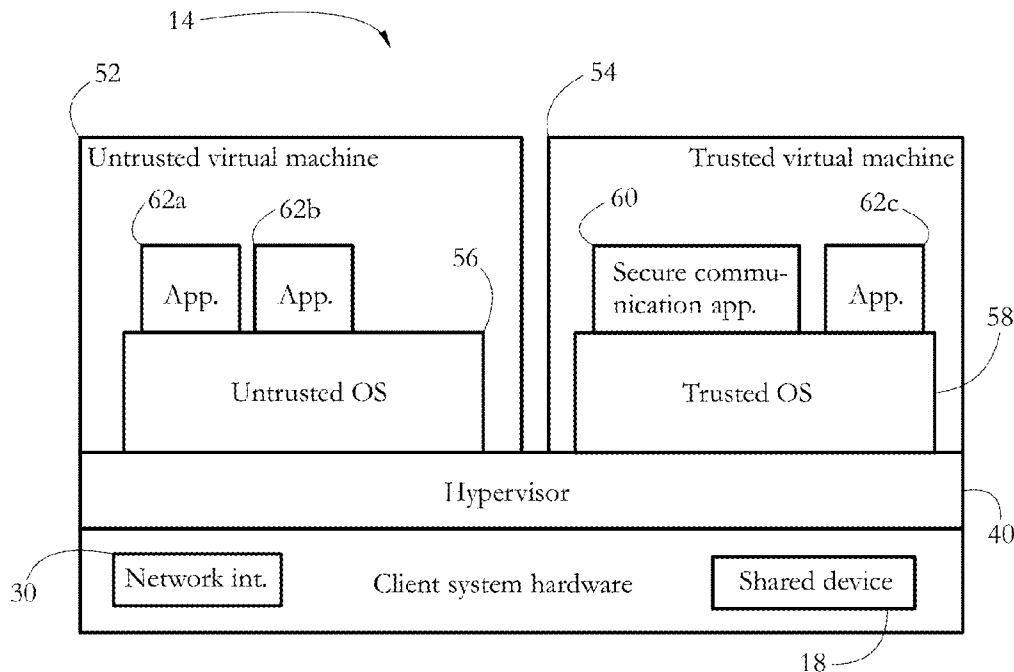 14
52
54
Untrusted virtual machine
Trusted virtual machine
62a
62b
60
62c
56
App.
App.
Secure commu-
nication app.
App.
58
Untrusted OS
Trusted OS
Hypervisor
40
30
Network int.
Client system hardware
Shared device
18